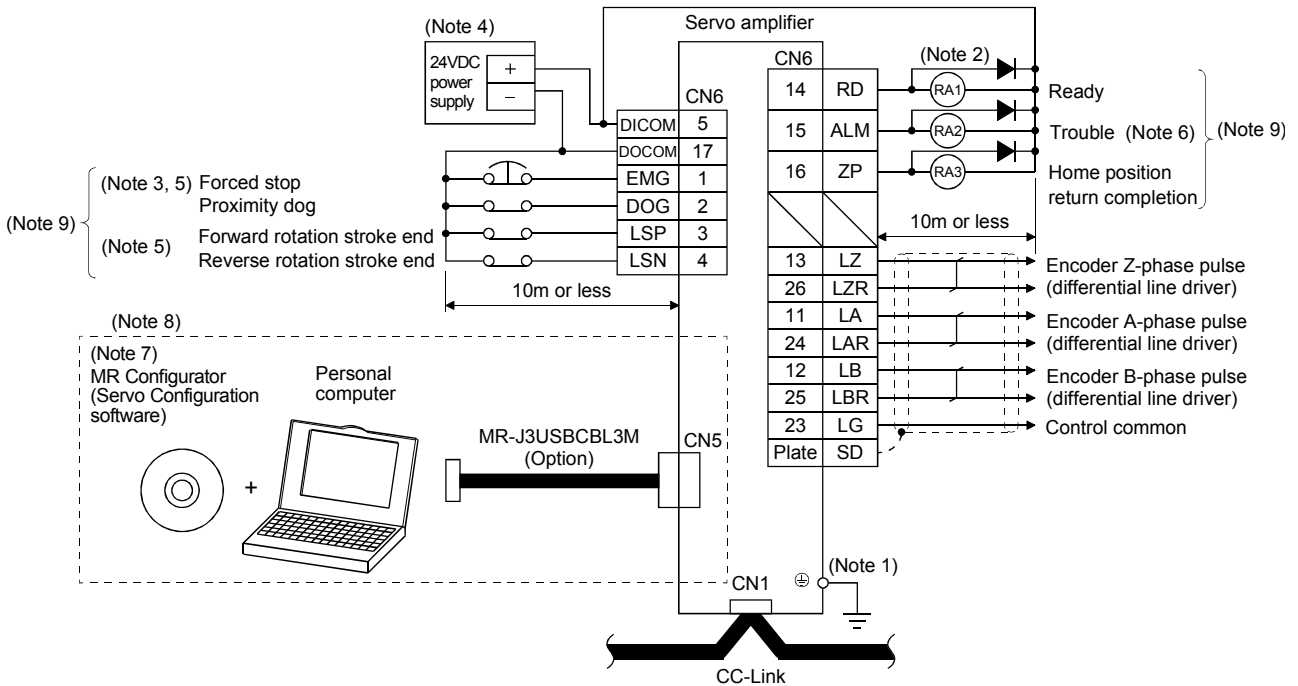 Servo amplifier
(Note 4)
24VDC
power
supply
+
−
CN6
DICOM 5
DOCOM 17
EMG 1
DOG 2
LSP 3
LSN 4
(Note 9)
(Note 3, 5) Forced stop
Proximity dog
(Note 5) Forward rotation stroke end
Reverse rotation stroke end
10m or less
CN6
(Note 2)
14 RD RA1 Ready
15 ALM RA2 Trouble (Note 6)
16 ZP RA3 Home position
return completion
(Note 9)
10m or less
13 LZ Encoder Z-phase pulse
26 LZR (differential line driver)
11 LA Encoder A-phase pulse
24 LAR (differential line driver)
12 LB Encoder B-phase pulse
25 LBR (differential line driver)
23 LG Control common
Plate SD
(Note 8)
(Note 7)
MR Configurator
(Servo Configuration
software)
+
Personal
computer
MR-J3USBCBL3M
(Option)
CN5
(Note 1)
CN1
CC-Link